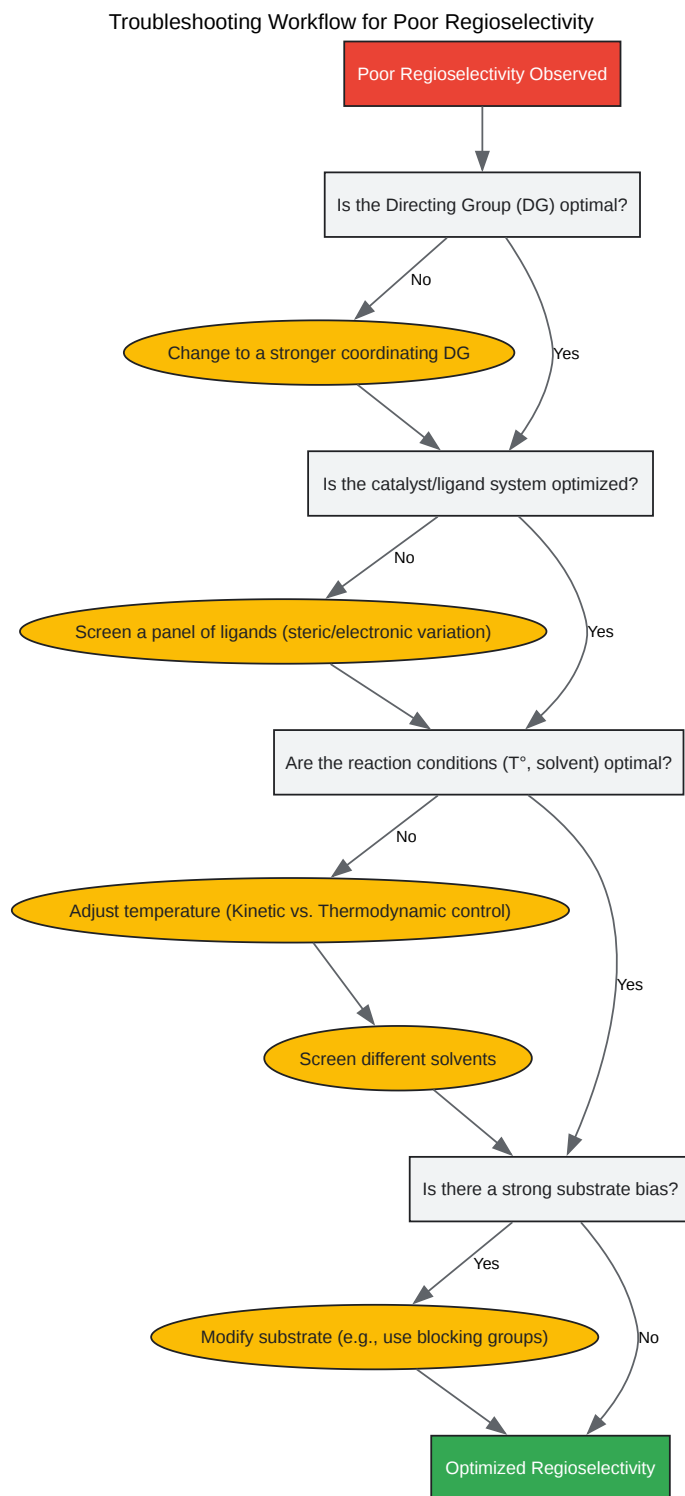 Troubleshooting Workflow for Poor Regioselectivity
Poor Regioselectivity Observed
Is the Directing Group (DG) optimal?
No
Yes
Change to a stronger coordinating DG
Is the catalyst/ligand system optimized?
No
Yes
Screen a panel of ligands (steric/electronic variation)
Are the reaction conditions (T°, solvent) optimal?
No
Yes
Adjust temperature (Kinetic vs. Thermodynamic control)
Screen different solvents
Is there a strong substrate bias?
Yes
No
Modify substrate (e.g., use blocking groups)
Optimized Regioselectivity